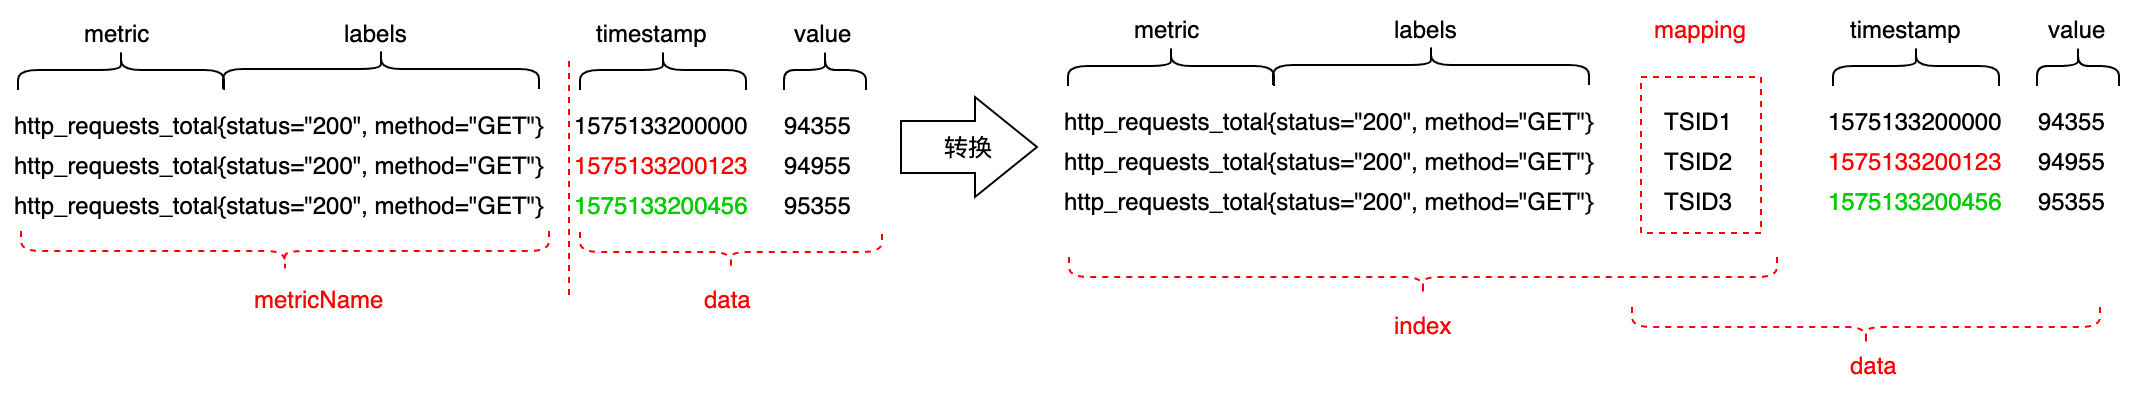 metric labels timestamp value
http_requests_total{status="200", method="GET"} 1575133200000 94355
http_requests_total{status="200", method="GET"} 1575133200123 94955
http_requests_total{status="200", method="GET"} 1575133200456 95355
metricName data
转换
metric labels mapping timestamp value
http_requests_total{status="200", method="GET"} TSID1 1575133200000 94355
http_requests_total{status="200", method="GET"} TSID2 1575133200123 94955
http_requests_total{status="200", method="GET"} TSID3 1575133200456 95355
index
data